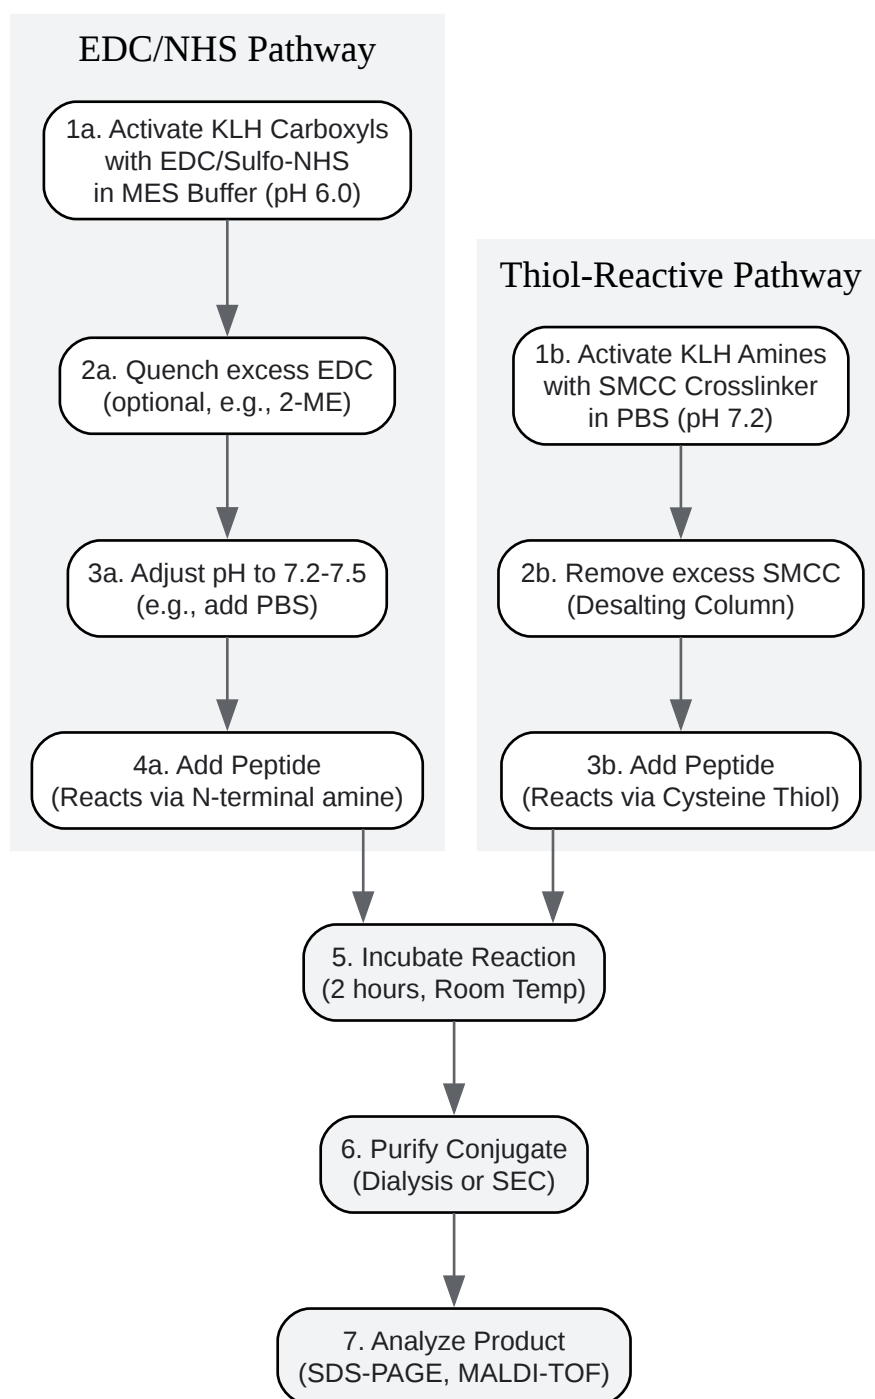 EDC/NHS Pathway
1a. Activate KLH Carboxyls
with EDC/Sulfo-NHS
in MES Buffer (pH 6.0)
2a. Quench excess EDC
(optional, e.g., 2-ME)
3a. Adjust pH to 7.2-7.5
(e.g., add PBS)
4a. Add Peptide
(Reacts via N-terminal amine)
Thiol-Reactive Pathway
1b. Activate KLH Amines
with SMCC Crosslinker
in PBS (pH 7.2)
2b. Remove excess SMCC
(Desalting Column)
3b. Add Peptide
(Reacts via Cysteine Thiol)
5. Incubate Reaction
(2 hours, Room Temp)
6. Purify Conjugate
(Dialysis or SEC)
7. Analyze Product
(SDS-PAGE, MALDI-TOF)